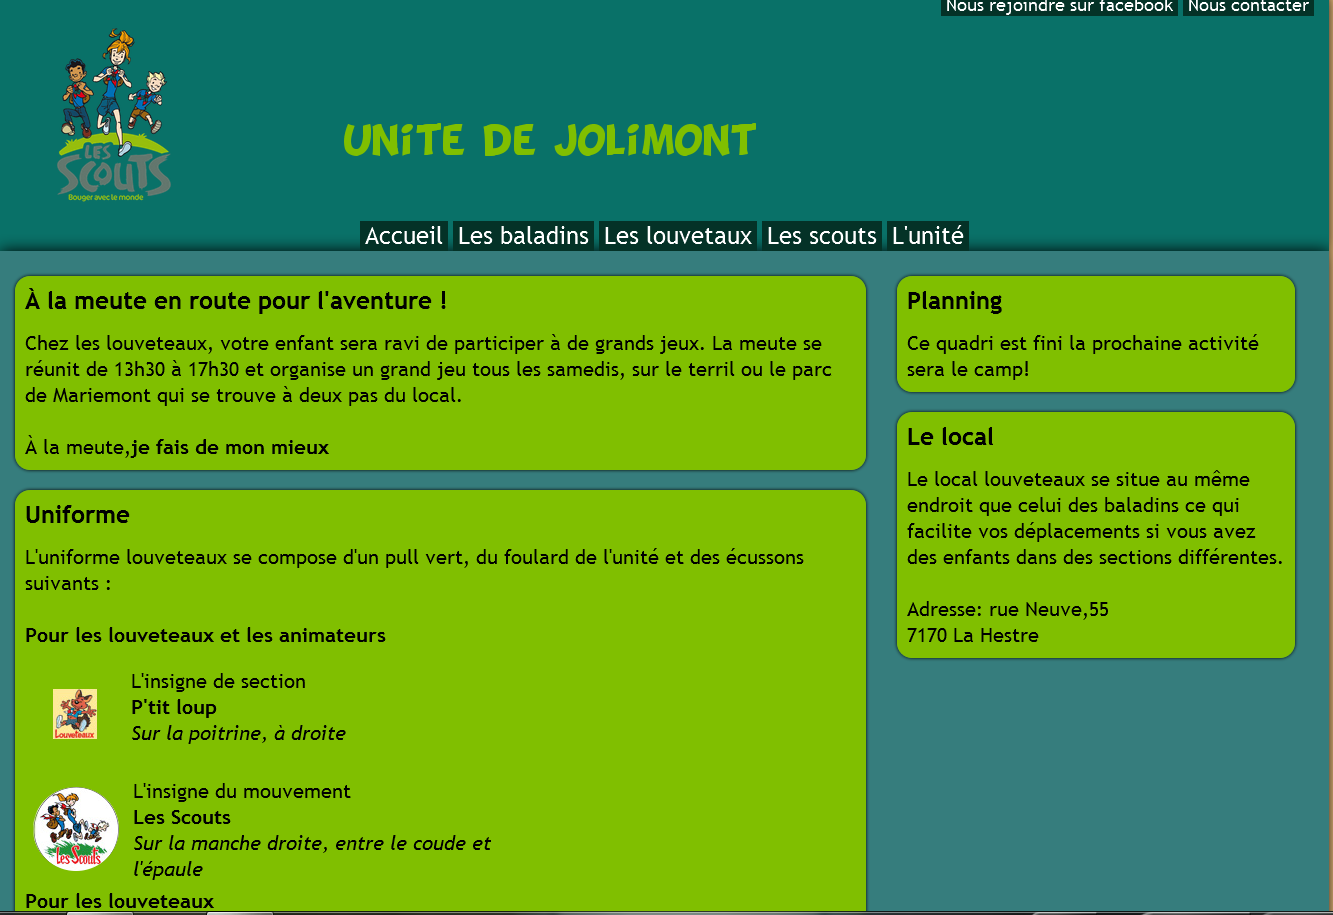 Nous rejoindre sur facebook Nous contacter
LES
SCOUTS
Bouger avec le monde
UNiTE DE JOLiMONT
Accueil Les baladins Les louvetaux Les scouts L'unité
À la meute en route pour l'aventure !
Chez les louveteaux, votre enfant sera ravi de participer à de grands jeux. La meute se
réunit de 13h30 à 17h30 et organise un grand jeu tous les samedis, sur le terril ou le parc
de Mariemont qui se trouve à deux pas du local.
À la meute,je fais de mon mieux
Uniforme
L'uniforme louveteaux se compose d'un pull vert, du foulard de l'unité et des écussons
suivants :
Pour les louveteaux et les animateurs
Louveteaux
L'insigne de section
P'tit loup
Sur la poitrine, à droite
Les Scouts
L'insigne du mouvement
Les Scouts
Sur la manche droite, entre le coude et
l'épaule
Pour les louveteaux
Planning
Ce quadri est fini la prochaine activité
sera le camp!
Le local
Le local louveteaux se situe au même
endroit que celui des baladins ce qui
facilite vos déplacements si vous avez
des enfants dans des sections différentes.
Adresse: rue Neuve,55
7170 La Hestre